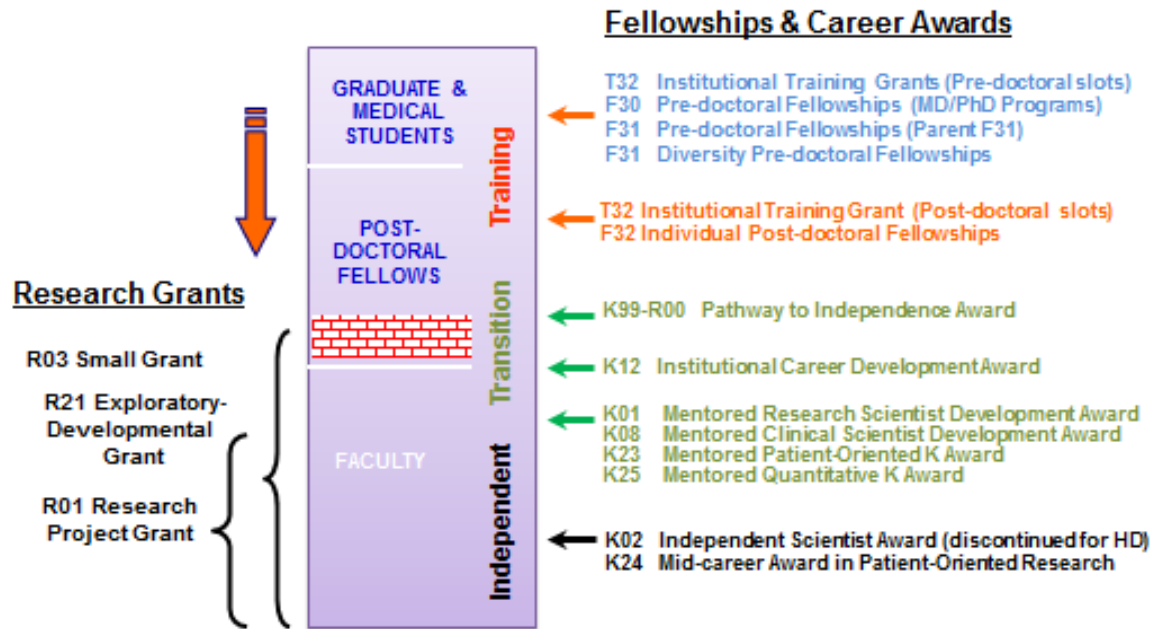 Fellowships & Career Awards
GRADUATE &
MEDICAL
STUDENTS
Training
T32 Institutional Training Grants (Pre-doctoral slots)
F30 Pre-doctoral Fellowships (MD/PhD Programs)
F31 Pre-doctoral Fellowships (Parent F31)
F31 Diversity Pre-doctoral Fellowships
POST-
DOCTORAL
FELLOWS
T32 Institutional Training Grant (Post-doctoral slots)
F32 Individual Post-doctoral Fellowships
Research Grants
Transition
K99-R00 Pathway to Independence Award
R03 Small Grant
K12 Institutional Career Development Award
R21 Exploratory-
Developmental
Grant
K01 Mentored Research Scientist Development Award
K08 Mentored Clinical Scientist Development Award
K23 Mentored Patient-Oriented K Award
K25 Mentored Quantitative K Award
FACULTY
Independent
R01 Research
Project Grant
K02 Independent Scientist Award (discontinued for HD)
K24 Mid-career Award in Patient-Oriented Research